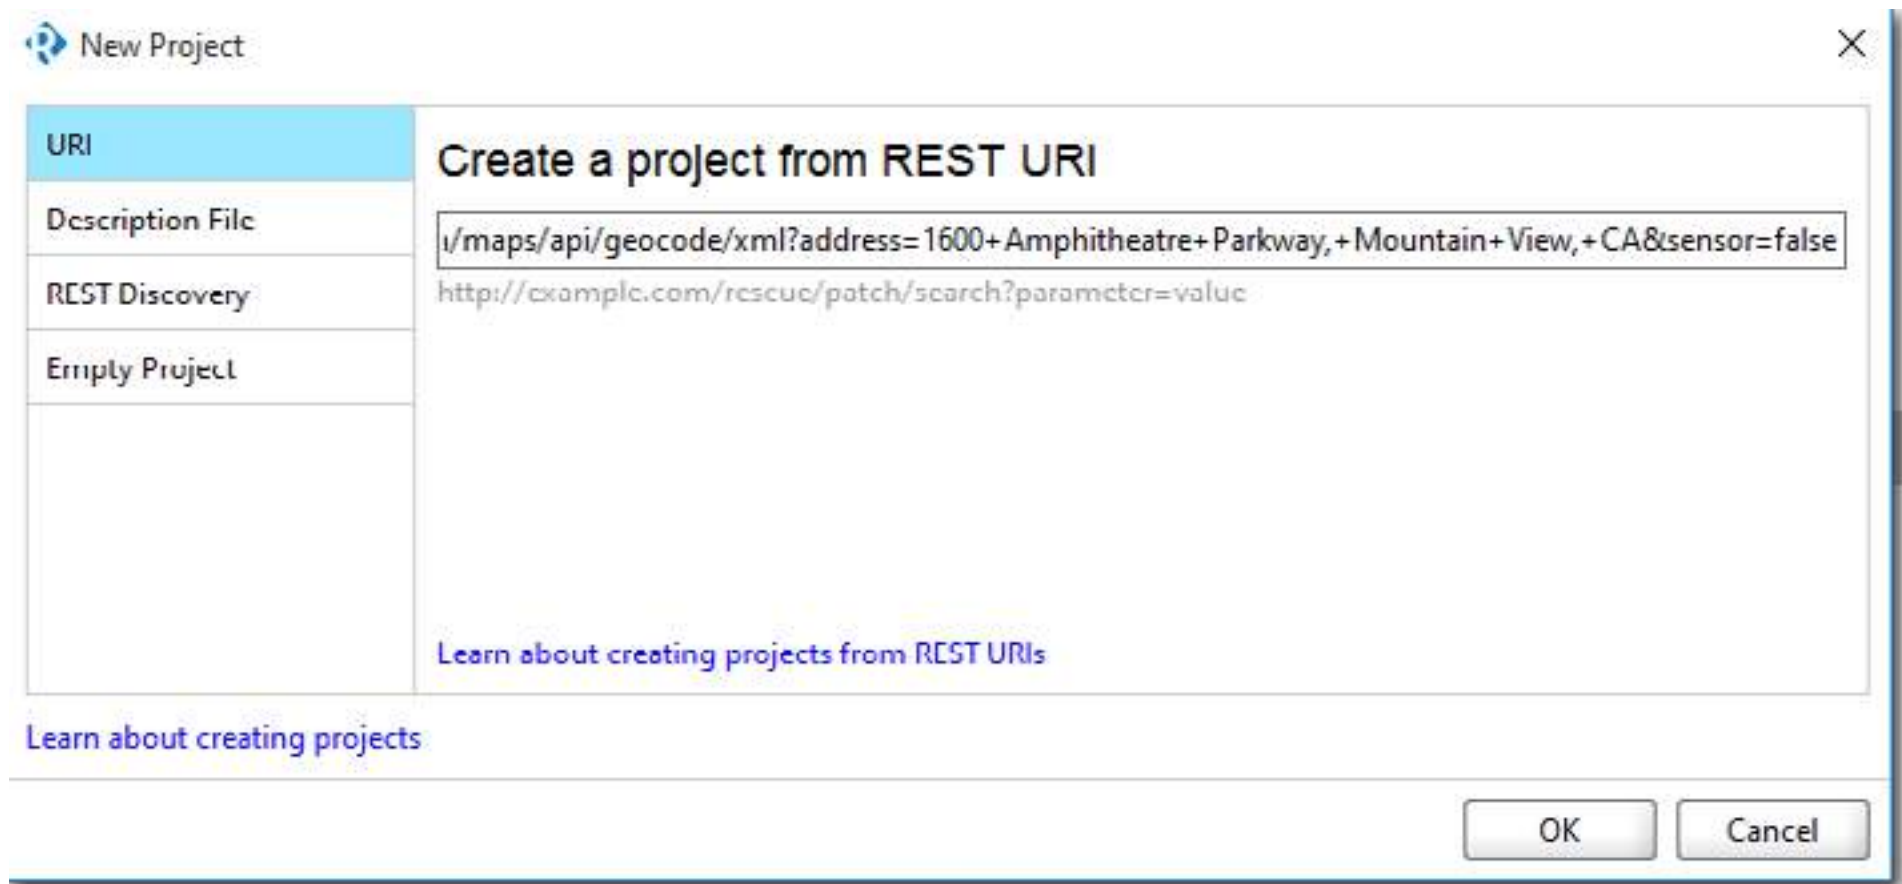 New Project
URI
Description File
REST Discovery
Empty Project
Create a project from REST URI
/maps/api/geocode/xml?address=1600+Amphitheatre+Parkway,+Mountain+View,+CA&sensor=false
http://example.com/rescue/patch/search?parameter=value
Learn about creating projects from REST URIs
Learn about creating projects
OK
Cancel